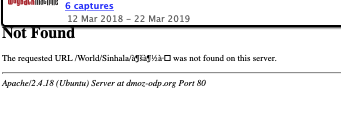 6 captures
12 Mar 2018 – 22 Mar 2019
Not Found
The requested URL /World/Sinhala/ was not found on this server.
Apache/2.4.18 (Ubuntu) Server at dmoz-odp.org Port 80